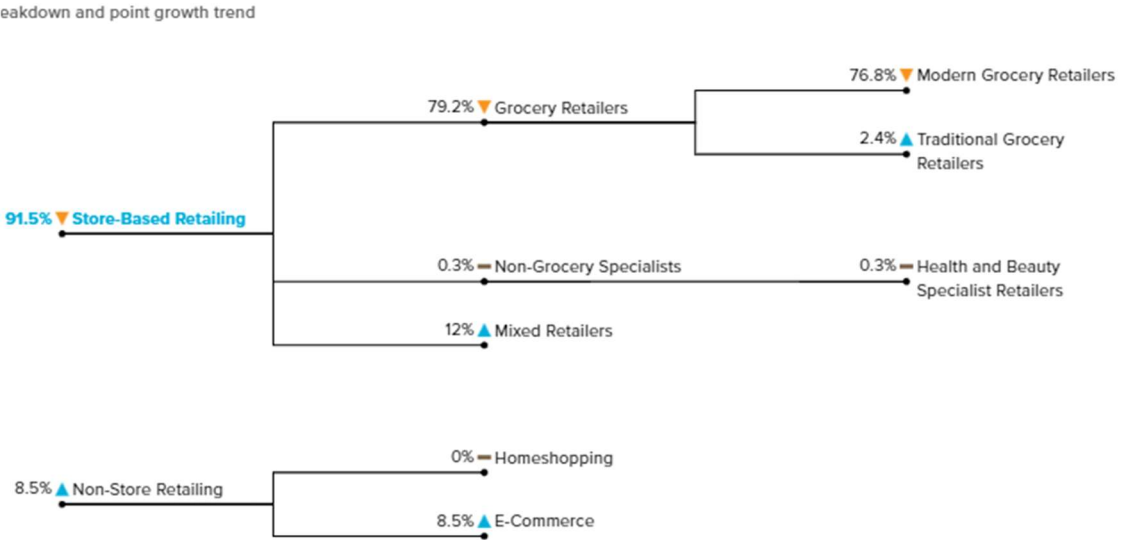 eakdown and point growth trend
76.8% ▼ Modern Grocery Retailers
79.2% ▼ Grocery Retailers
2.4% ▲ Traditional Grocery
Retailers
91.5% ▼ Store-Based Retailing
0.3% Non-Grocery Specialists
0.3% Health and Beauty
Specialist Retailers
12% ▲ Mixed Retailers
0% Homeshopping
8.5% ▲ Non-Store Retailing
8.5% ▲ E-Commerce